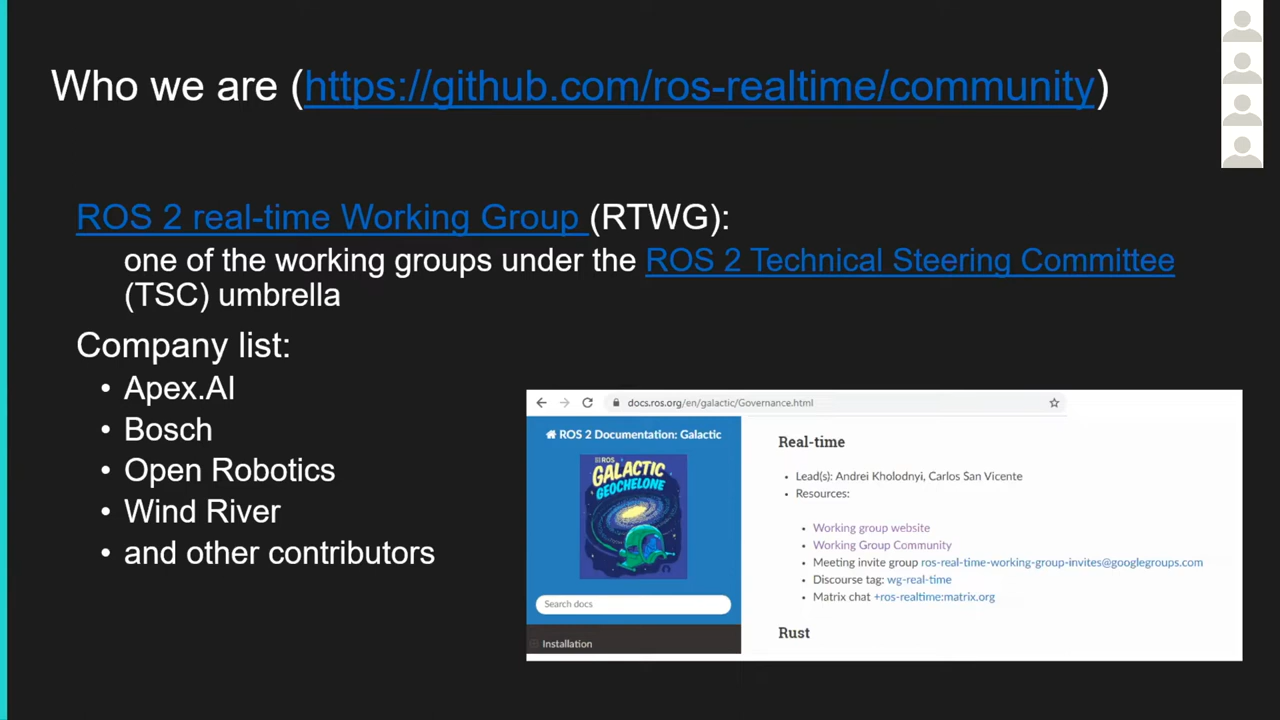 Who we are (https://github.com/ros-realtime/community)
ROS 2 real-time Working Group (RTWG):
one of the working groups under the ROS 2 Technical Steering Committee
(TSC) umbrella
Company list:
• Apex.AI
• Bosch
• Open Robotics
• Wind River
• and other contributors
docs.ros.org/en/galactic/Governance.html
ROS 2 Documentation: Galactic
ROS
GALACTIC
GEOCHELONE
Search docs
Installation
Real-time
• Lead(s): Andrei Kholodnyi, Carlos San Vicente
• Resources:
• Working group website
• Working Group Community
• Meeting invite group ros-real-time-working-group-invites@googlegroups.com
• Discourse tag: wg-real-time
• Matrix chat +ros-realtime:matrix.org
Rust